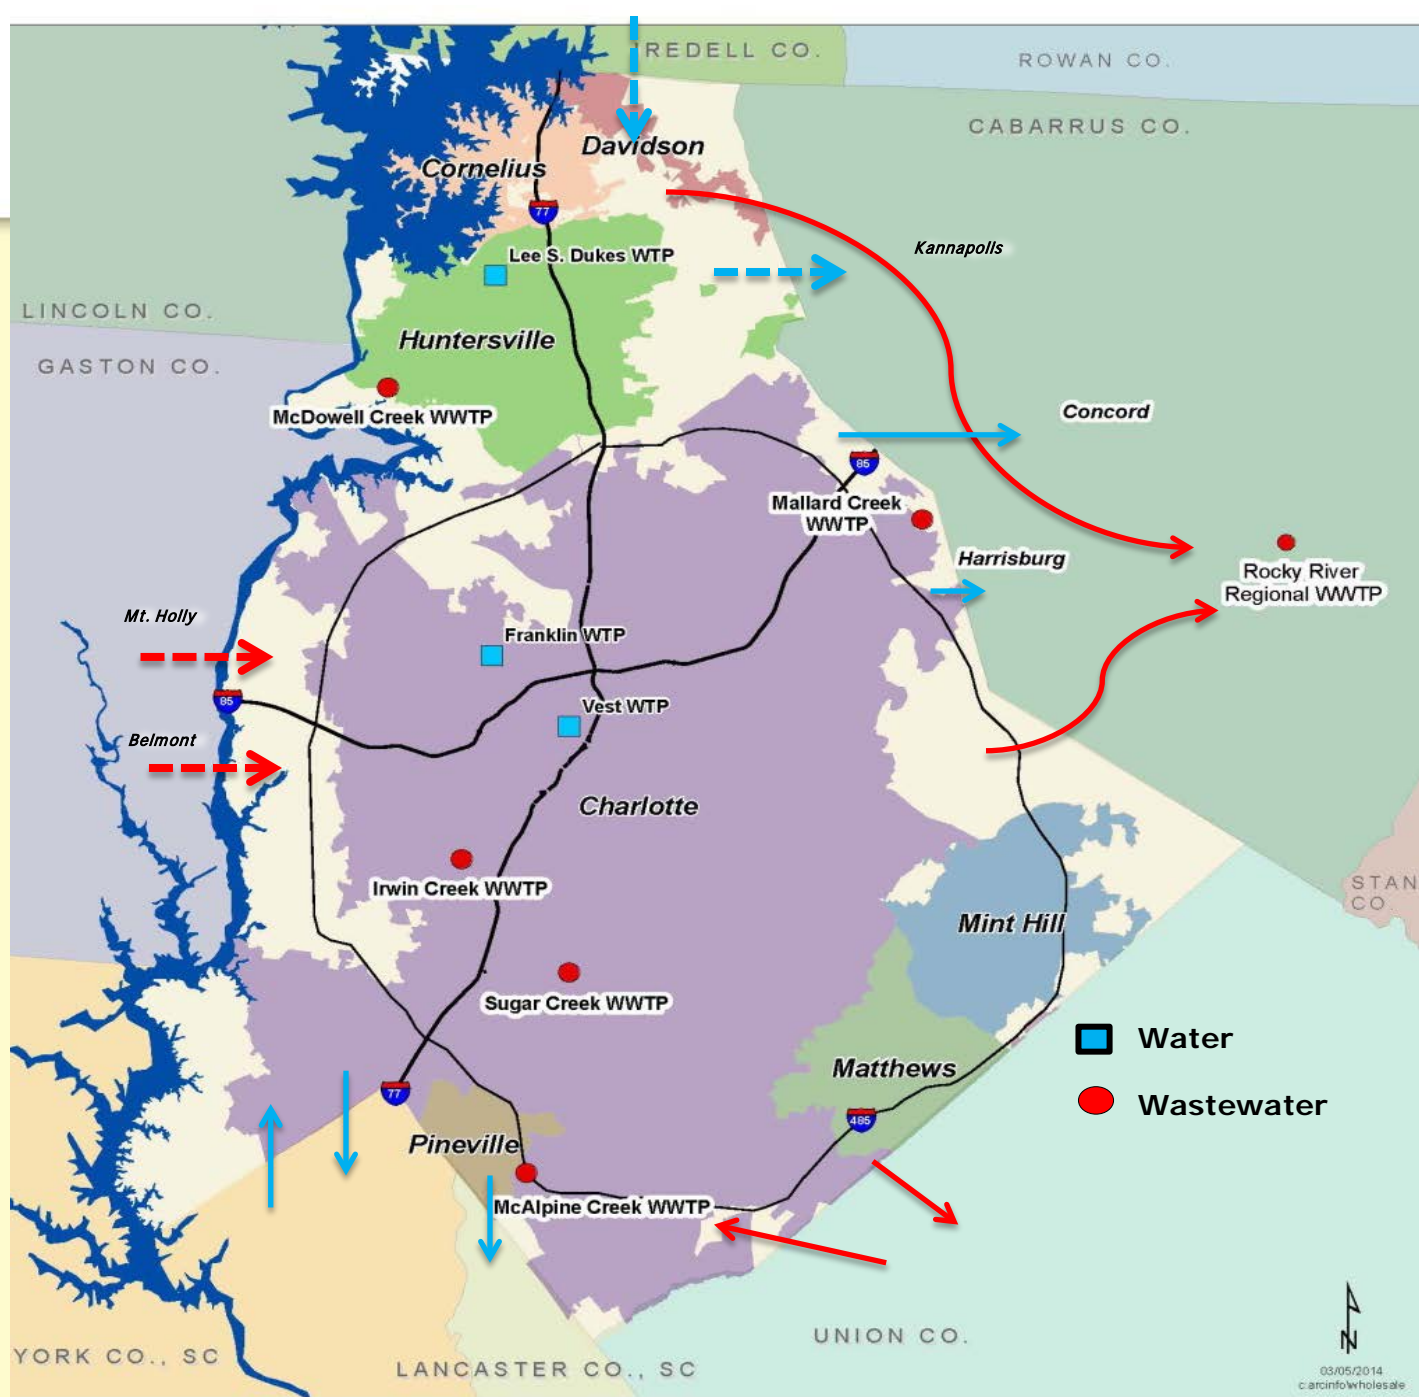 REDELL CO.
ROWAN CO.
CABARRUS CO.
Davidson
Cornelius
77
Kannapolls
Lee S. Dukes WTP
LINCOLN CO.
Huntersville
GASTON CO.
McDowell Creek WWTP
Concord
85
Mallard Creek
WWTP
Harrisburg
Rocky River
Regional WWTP
Mt. Holly
Franklin WTP
85
Vest WTP
Belmont
Charlotte
Irwin Creek WWTP
STAN
CO.
Mint Hill
Sugar Creek WWTP
Water
Matthews
77
Wastewater
485
Pineville
McAlpine Creek WWTP
UNION CO.
N
YORK CO., SC
LANCASTER CO., SC
03/05/2014
c:arcinfo\wholesale